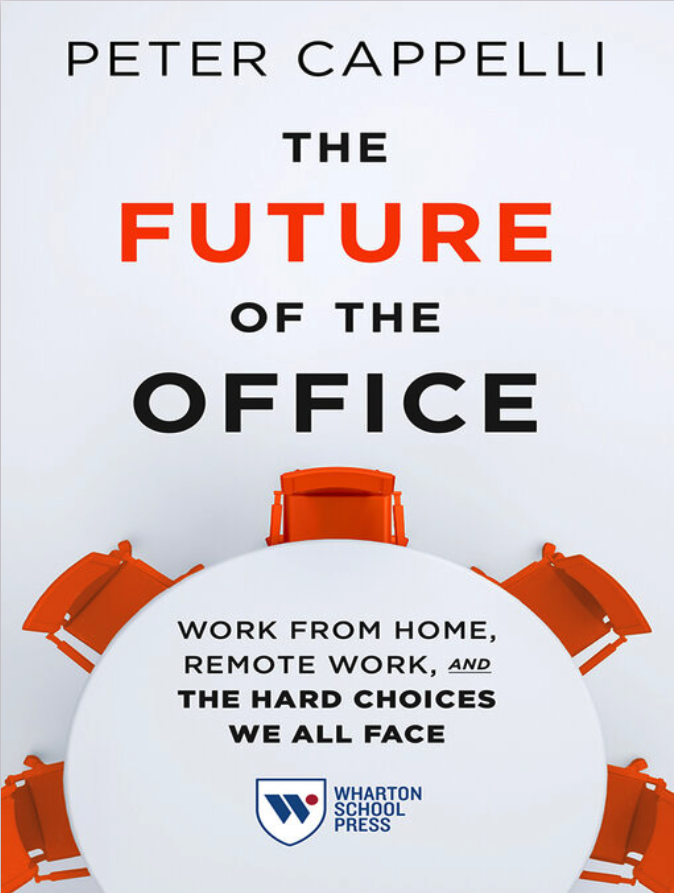 PETER CAPPELLI
THE
FUTURE
OF THE
OFFICE
WORK FROM HOME,
REMOTE WORK, AND
THE HARD CHOICES
WE ALL FACE
WHARTON
SCHOOL
PRESS